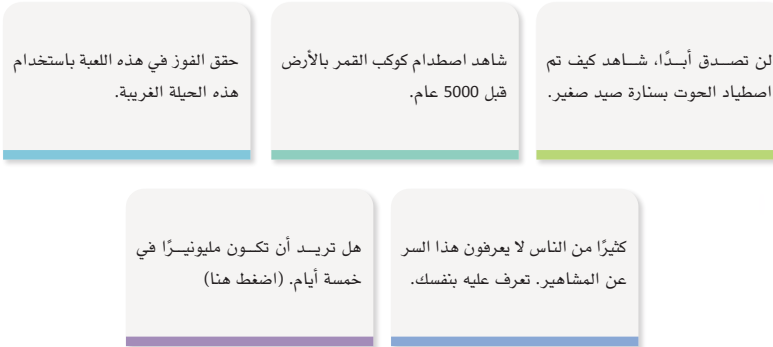 لن تصدق أبدًا، شاهد كيف تم
اصطياد الحوت بسنارة صيد صغير.
شاهد اصطدام كوكب القمر بالأرض
قبل 5000 عام.
حقق الفوز في هذه اللعبة باستخدام
هذه الحيلة الغريبة.
كثيرًا من الناس لا يعرفون هذا السر
عن المشاهير. تعرف عليه بنفسك.
هل تريد أن تكون مليونيرًا في
خمسة أيام. (اضغط هنا)